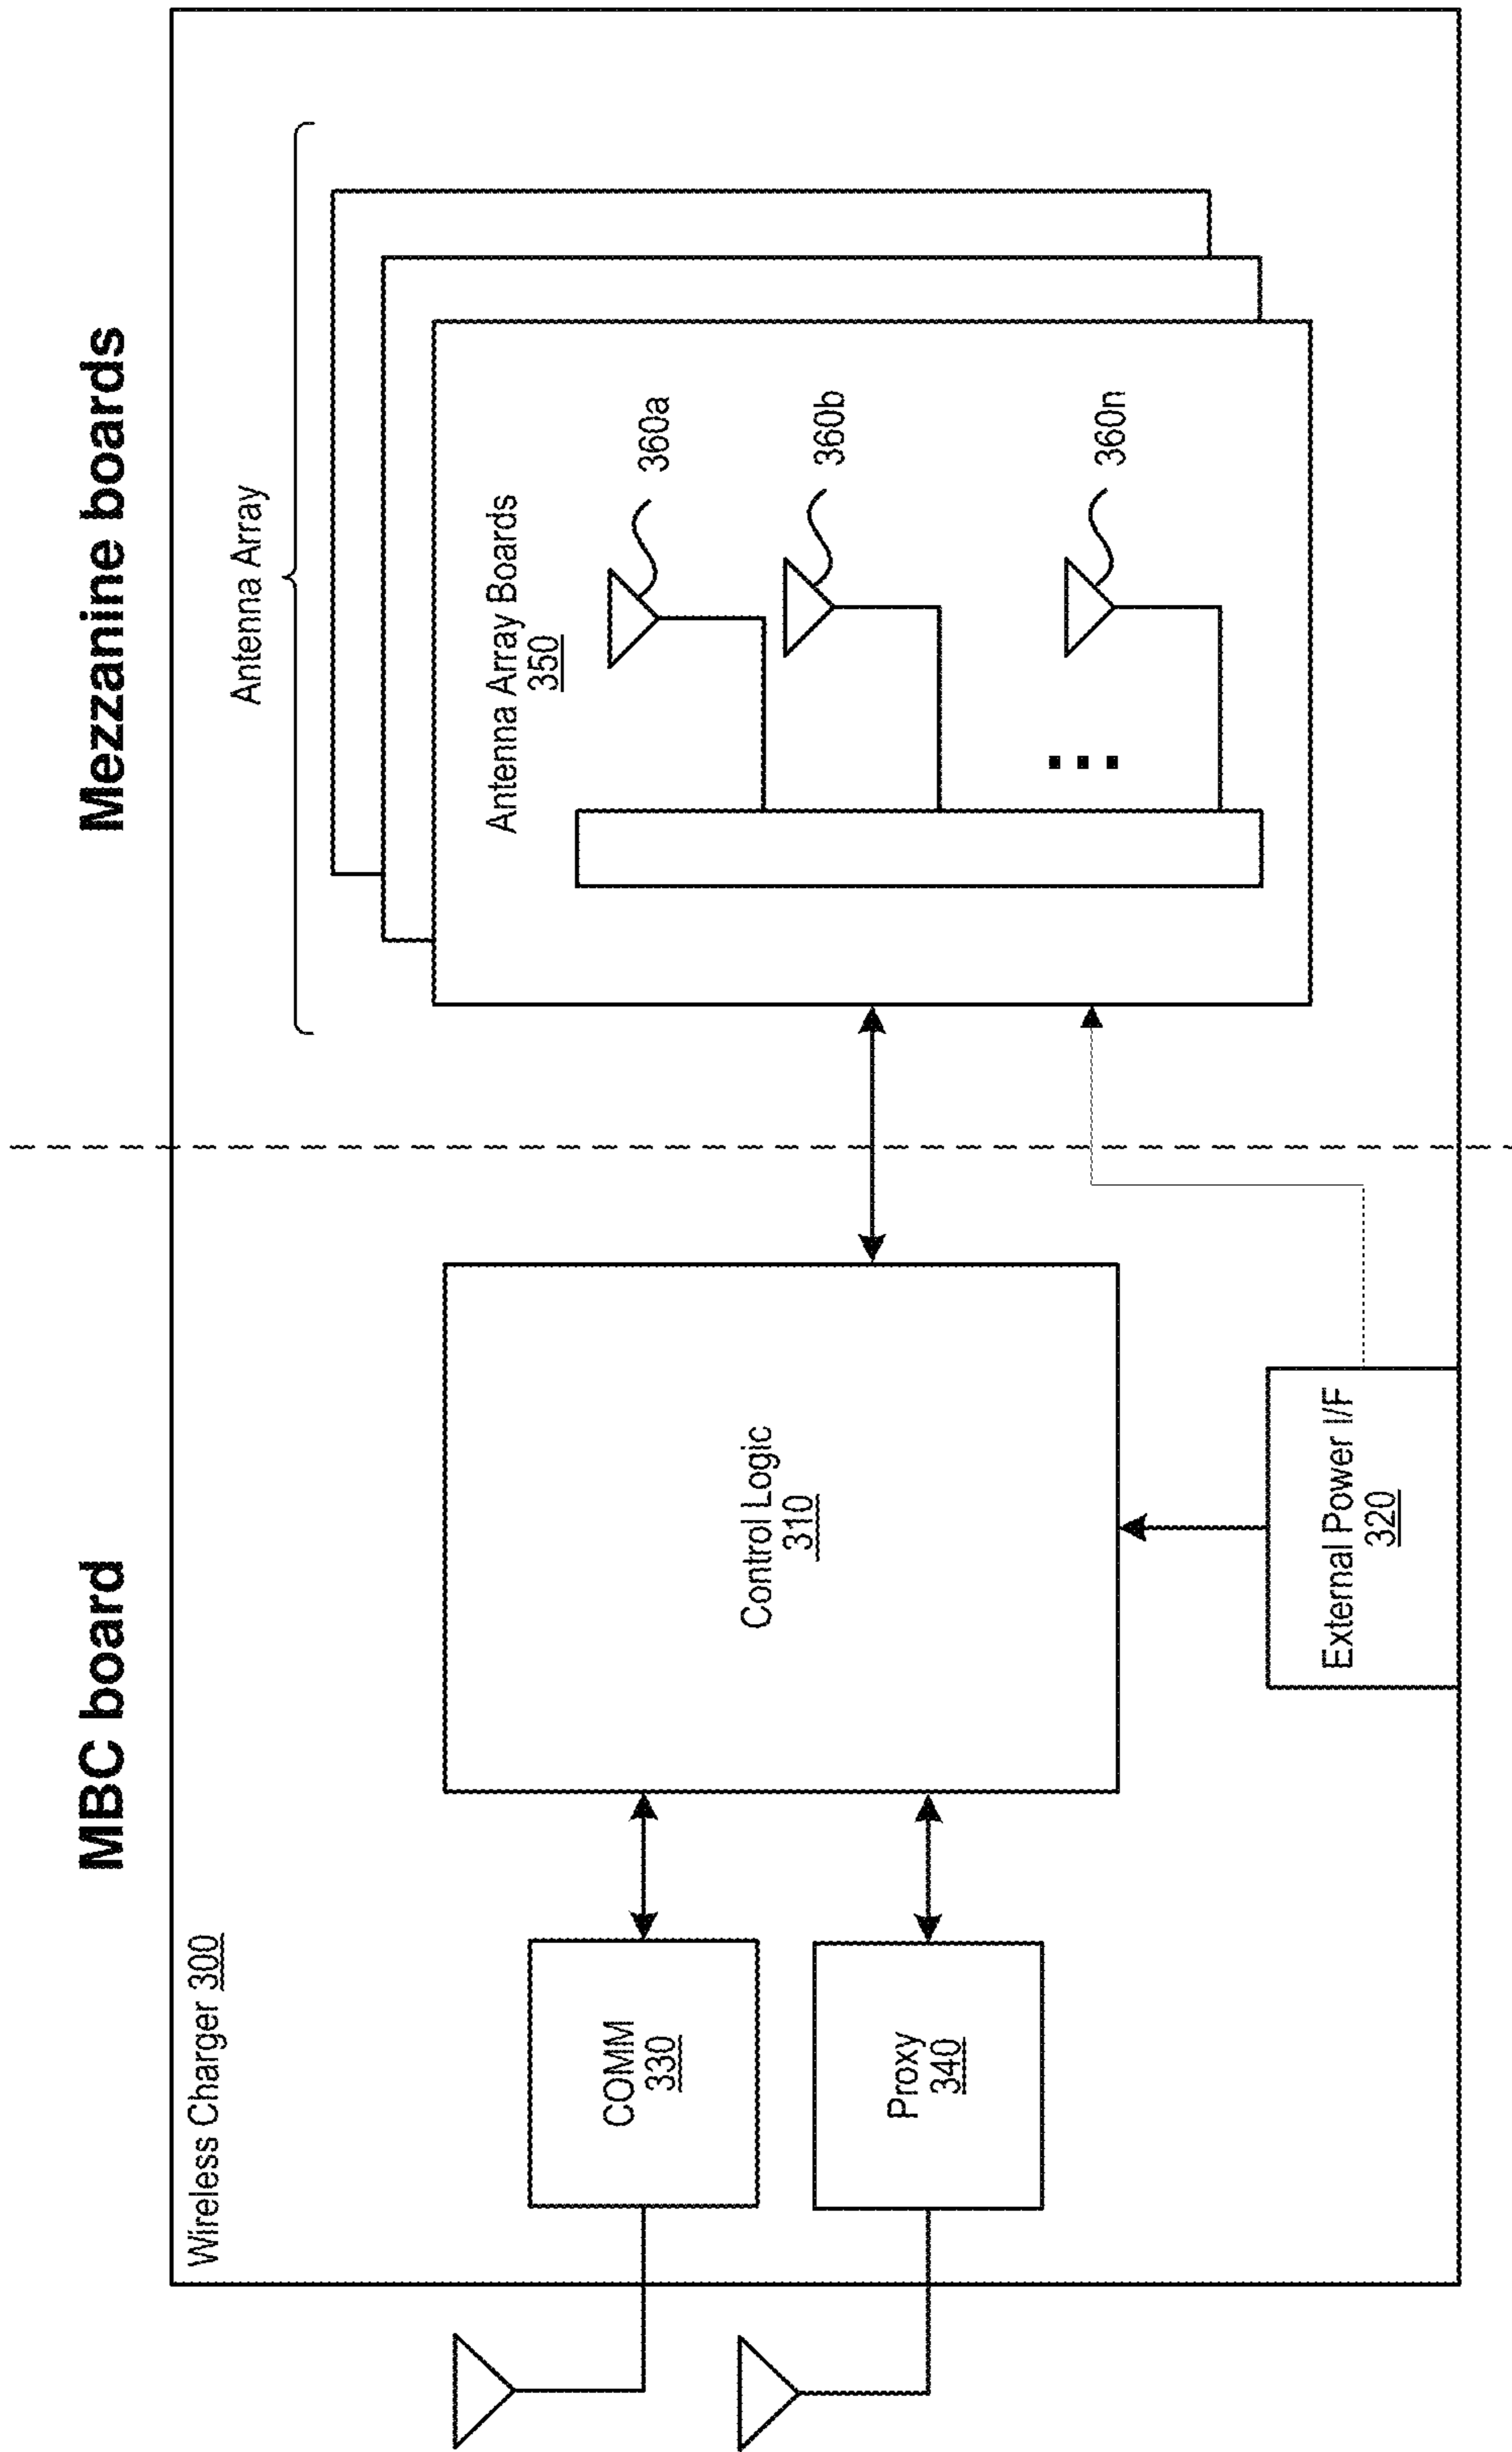 MBC board
Mezzanine boards
Wireless Charger 300
Antenna Array
COMM
330
Proxy
340
Control Logic
310
External Power I/F
320
Antenna Array Boards
350
360a
360b
360n